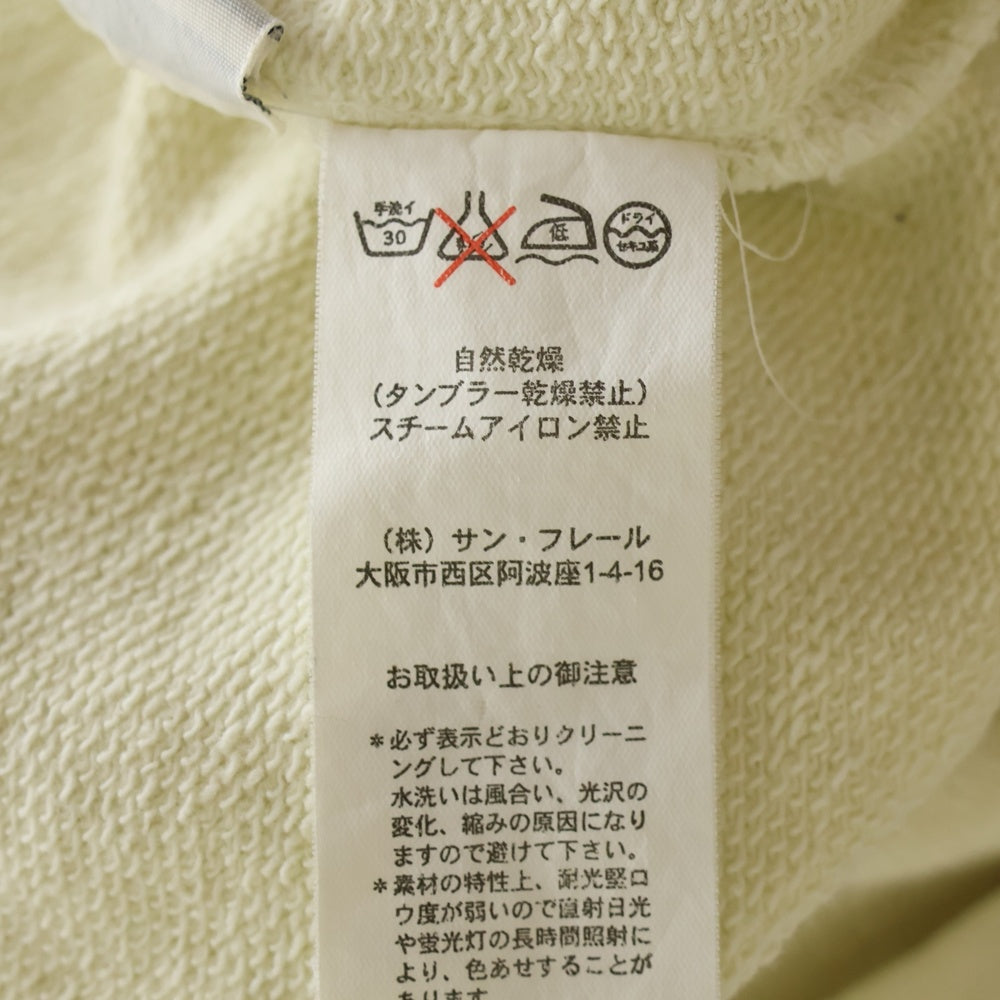 手洗イ
30
低
ドライ
セキユ系
自然乾燥
(タンブラー乾燥禁止)
スチームアイロン禁止
(株)サン・フレール
大阪市西区阿波座1-4-16
お取扱い上の御注意
*必ず表示どおりクリーニ
ングして下さい。
水洗いは風合い、光沢の
変化、縮みの原因になり
ますので避けて下さい。
*素材の特性上、耐光堅ロ
ウ度が弱いので直射日光
や蛍光灯の長時間照射に
より、色あせすることが
あります